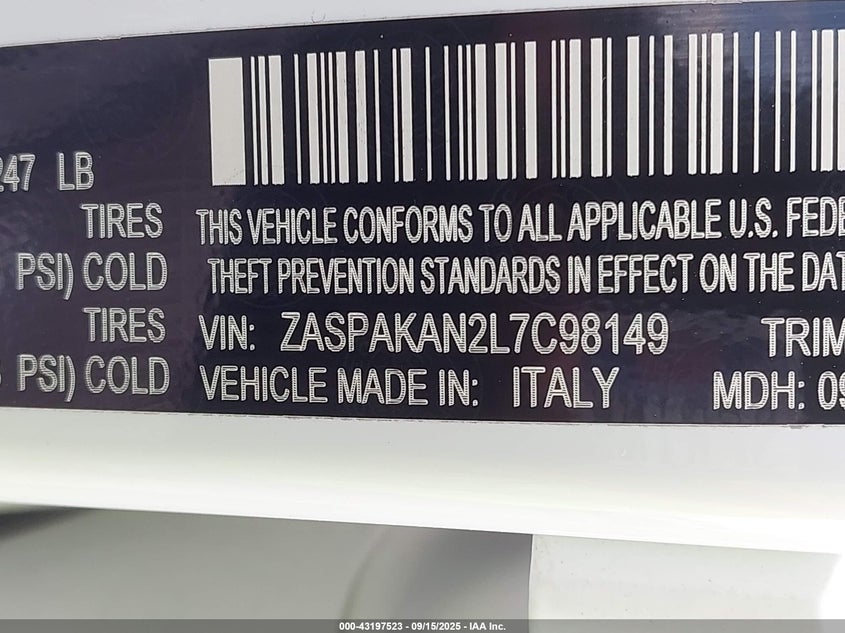 247 LB
TIRES
PSI) COLD
TIRES
PSI) COLD
THIS VEHICLE CONFORMS TO ALL APPLICABLE U.S. FEDE
THEFT PREVENTION STANDARDS IN EFFECT ON THE DAT
VIN: ZASPAKAN2L7C98149 TRIM
VEHICLE MADE IN: ITALY MDH: 09
000-43197523 - 09/15/2025 - IAA Inc.